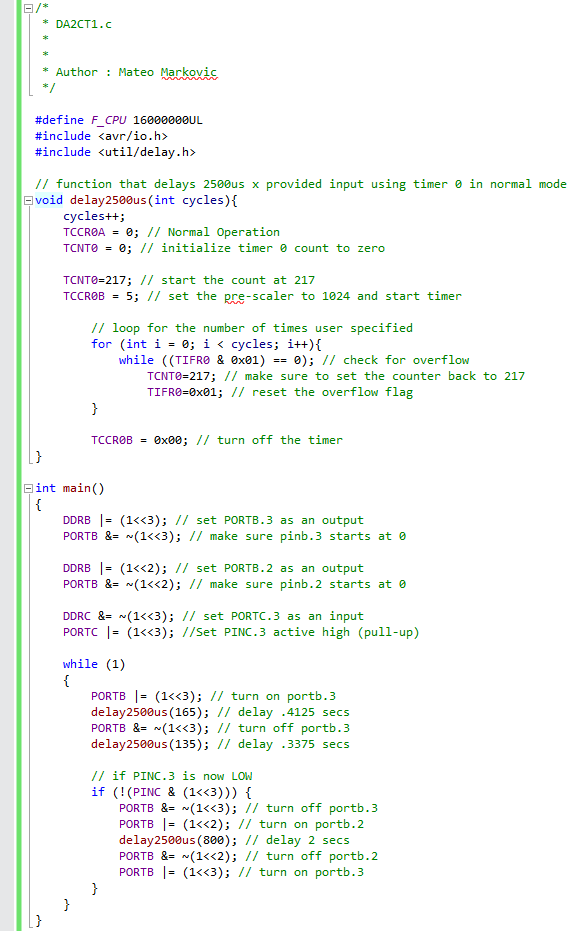 /*
 * DA2CT1.c
 *
 *
 * Author : Mateo Markovic
 */

#define F_CPU 16000000UL
#include <avr/io.h>
#include <util/delay.h>

// function that delays 2500us x provided input using timer 0 in normal mode
void delay2500us(int cycles){
    cycles++;
    TCCR0A = 0; // Normal Operation
    TCNT0 = 0; // initialize timer 0 count to zero

    TCNT0=217; // start the count at 217
    TCCR0B = 5; // set the pre-scaler to 1024 and start timer

        // loop for the number of times user specified
        for (int i = 0; i < cycles; i++){
            while ((TIFR0 & 0x01) == 0); // check for overflow
                TCNT0=217; // make sure to set the counter back to 217
                TIFR0=0x01; // reset the overflow flag
        }

        TCCR0B = 0x00; // turn off the timer
}

int main()
{
    DDRB |= (1<<3); // set PORTB.3 as an output
    PORTB &= ~(1<<3); // make sure pinb.3 starts at 0

    DDRB |= (1<<2); // set PORTB.2 as an output
    PORTB &= ~(1<<2); // make sure pinb.2 starts at 0

    DDRC &= ~(1<<3); // set PORTC.3 as an input
    PORTC |= (1<<3); //Set PINC.3 active high (pull-up)

    while (1)
    {
        PORTB |= (1<<3); // turn on portb.3
        delay2500us(165); // delay .4125 secs
        PORTB &= ~(1<<3); // turn off portb.3
        delay2500us(135); // delay .3375 secs

        // if PINC.3 is now LOW
        if (!(PINC & (1<<3))) {
            PORTB &= ~(1<<3); // turn off portb.3
            PORTB |= (1<<2); // turn on portb.2
            delay2500us(800); // delay 2 secs
            PORTB &= ~(1<<2); // turn off portb.2
            PORTB |= (1<<3); // turn on portb.3
        }
    }
}